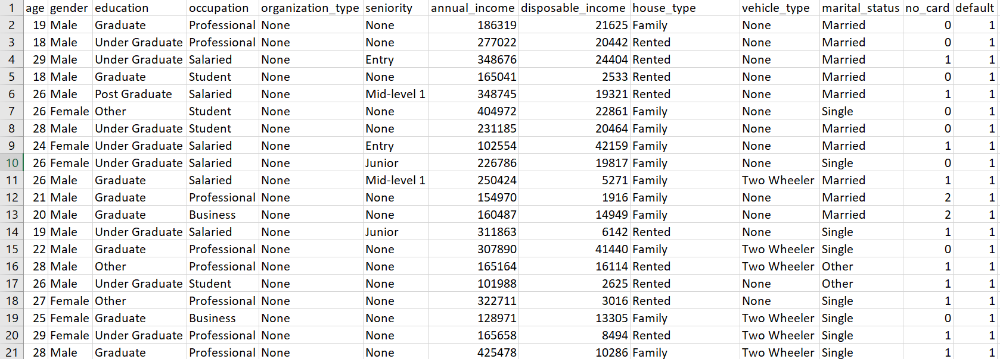 1 age gender education occupation organization_type seniority annual_income disposable_income house_type vehicle_type marital_status no_card default
2 19 Male Graduate Professional None None 186319 21625 Family None Married 0 1
3 18 Male Under Graduate Professional None None 277022 20442 Rented None Married 0 1
4 29 Male Under Graduate Salaried None Entry 348676 24404 Rented None Married 1 1
5 18 Male Graduate Student None None 165041 2533 Rented None Married 0 1
6 26 Male Post Graduate Salaried None Mid-level 1 348745 19321 Rented None Married 1 1
7 26 Female Other Student None None 404972 22861 Family None Single 0 1
8 28 Male Under Graduate Student None None 231185 20464 Family None Married 0 1
9 24 Female Under Graduate Salaried None Entry 102554 42159 Family None Married 1 1
10 26 Female Under Graduate Salaried None Junior 226786 19817 Family None Single 0 1
11 26 Male Graduate Salaried None Mid-level 1 250424 5271 Family Two Wheeler Married 1 1
12 21 Male Graduate Professional None None 154970 1916 Family None Married 2 1
13 20 Male Graduate Business None None 160487 14949 Family None Married 2 1
14 19 Male Under Graduate Salaried None Junior 311863 6142 Rented None Single 1 1
15 22 Male Graduate Professional None None 307890 41440 Family Two Wheeler Single 0 1
16 28 Male Other Professional None None 165164 16114 Rented Two Wheeler Other 1 1
17 26 Male Under Graduate Student None None 101988 2625 Rented None Other 1 1
18 27 Female Other Professional None None 322711 3016 Rented None Single 1 1
19 25 Female Graduate Business None None 128971 13305 Family Two Wheeler Single 0 1
20 29 Female Under Graduate Professional None None 165658 8494 Rented Two Wheeler Single 1 1
21 28 Male Graduate Professional None None 425478 10286 Family Two Wheeler Single 1 1